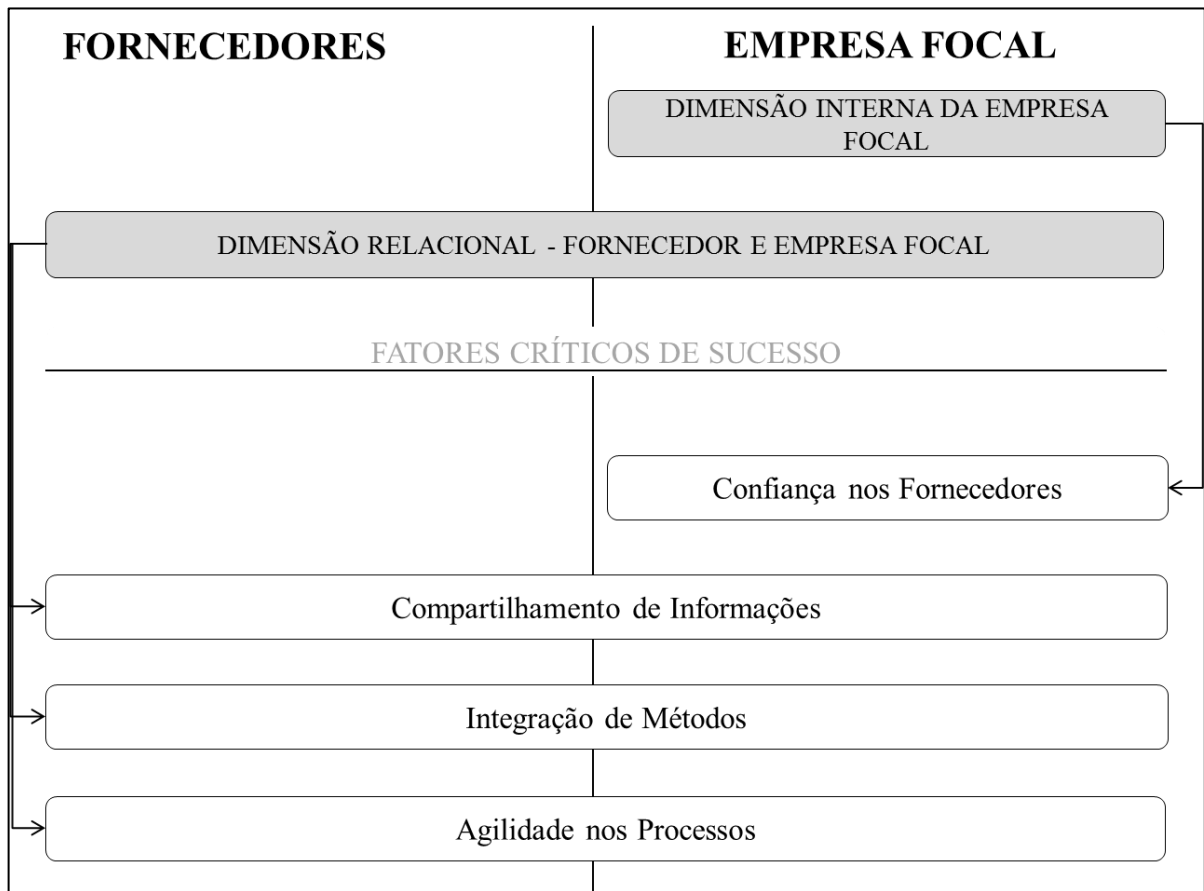 FORNECEDORES
EMPRESA FOCAL
DIMENSÃO INTERNA DA EMPRESA
FOCAL
DIMENSÃO RELACIONAL - FORNECEDOR E EMPRESA FOCAL
FATORES CRÍTICOS DE SUCESSO
Confiança nos Fornecedores
Compartilhamento de Informações
Integração de Métodos
Agilidade nos Processos